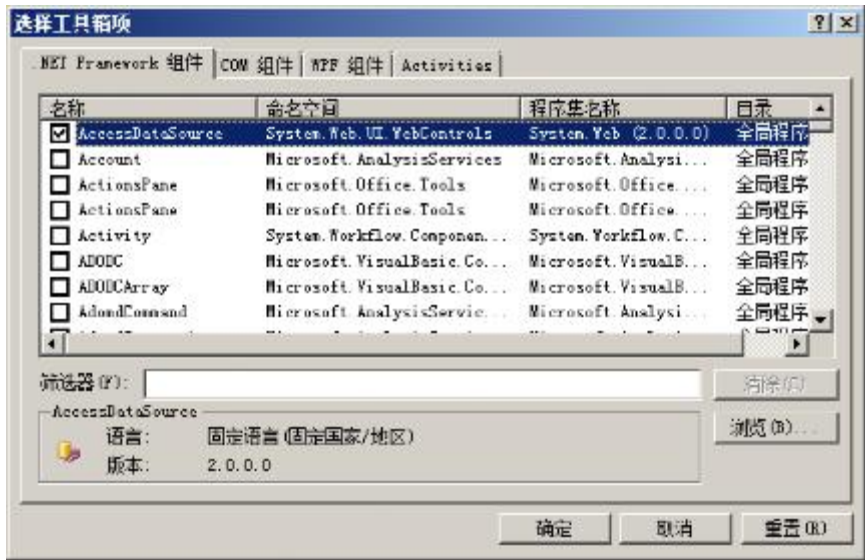 选择工具箱项
.NET Framework 组件 COM 组件 WPF 组件 Activities
名称 命名空间 程序集名称 目录
AccessDataSource System.Web.UI.WebControls System.Web (2.0.0.0) 全局程序
Account Microsoft.AnalysisServices Microsoft.Analysi... 全局程序
ActionsPane Microsoft.Office.Tools Microsoft.Office.... 全局程序
ActionsPane Microsoft.Office.Tools Microsoft.Office.... 全局程序
Activity System.Workflow.Componen... System.Workflow.C... 全局程序
ADODC Microsoft.VisualBasic.Co... Microsoft.VisualB... 全局程序
ADODCArray Microsoft.VisualBasic.Co... Microsoft.VisualB... 全局程序
AdomdCommand Microsoft.AnalysisServic... Microsoft.Analysi... 全局程序
筛选器(F): 清除(C)
AccessDataSource
语言: 固定语言(固定国家/地区) 浏览(B)...
版本: 2.0.0.0
确定 取消 重置(R)